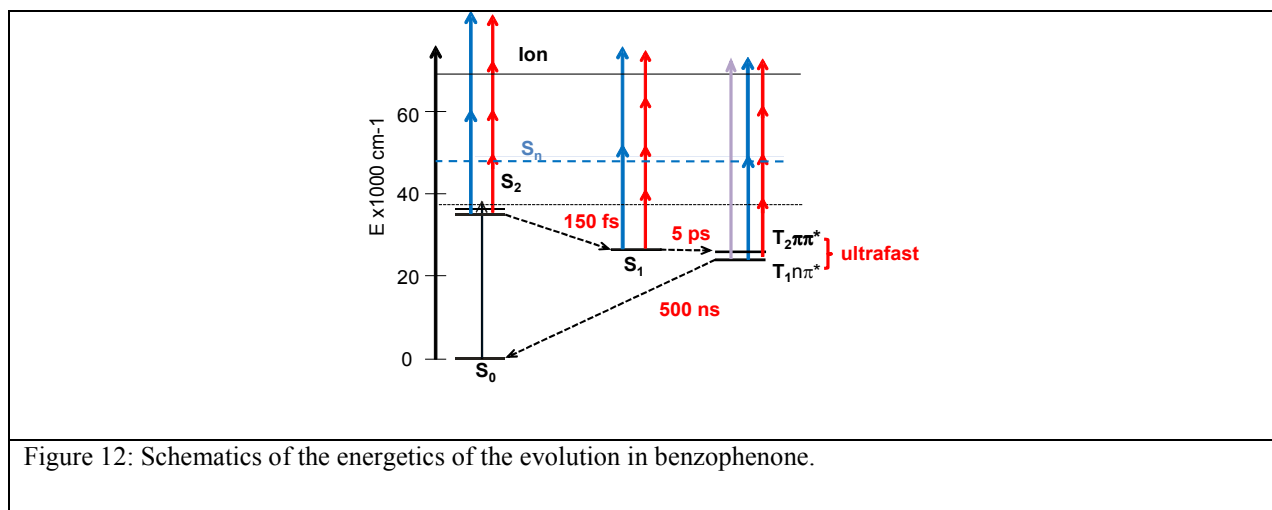 Ion
E x1000 cm-1
60
Sn
S2
40
150 fs
5 ps
T2ππ*
ultrafast
S1
T1nπ*
20
500 ns
0
S0
Figure 12: Schematics of the energetics of the evolution in benzophenone.